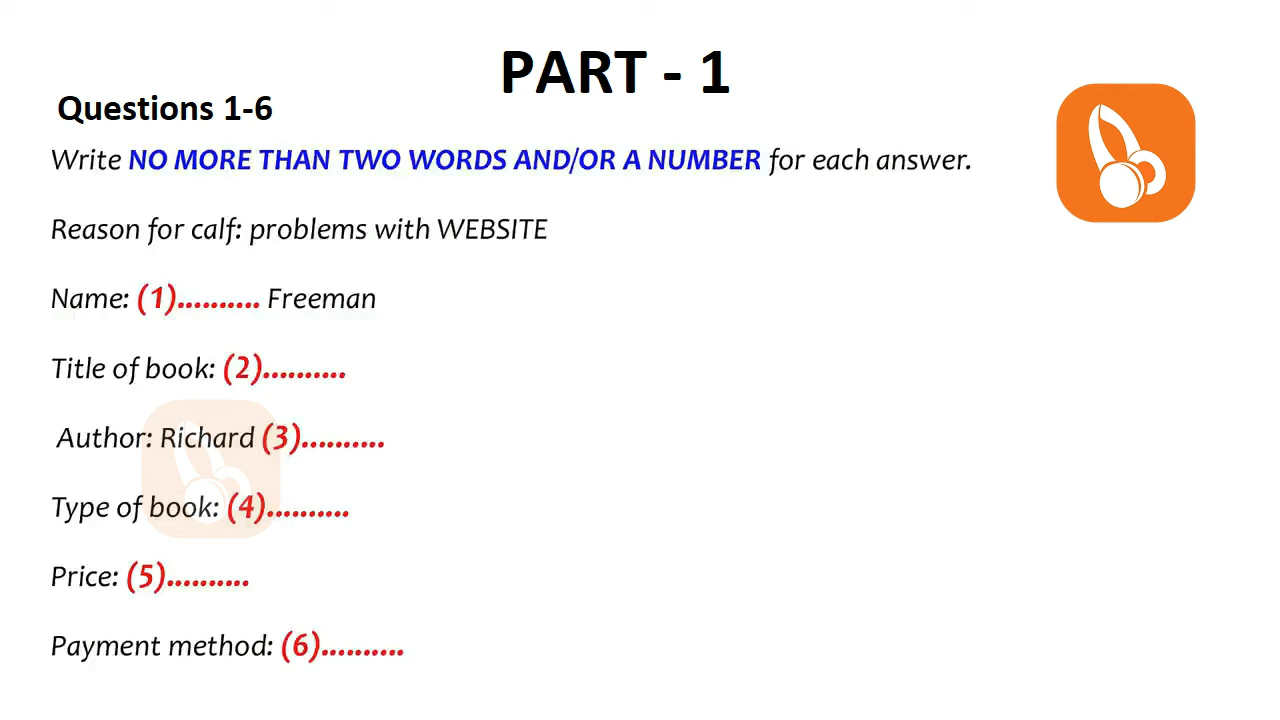 PART - 1
Questions 1-6
Write NO MORE THAN TWO WORDS AND/OR A NUMBER for each answer.
Reason for calf: problems with WEBSITE
Name: (1).......... Freeman
Title of book: (2)..........
Author: Richard (3)..........
Type of book: (4)..........
Price: (5)..........
Payment method: (6)..........